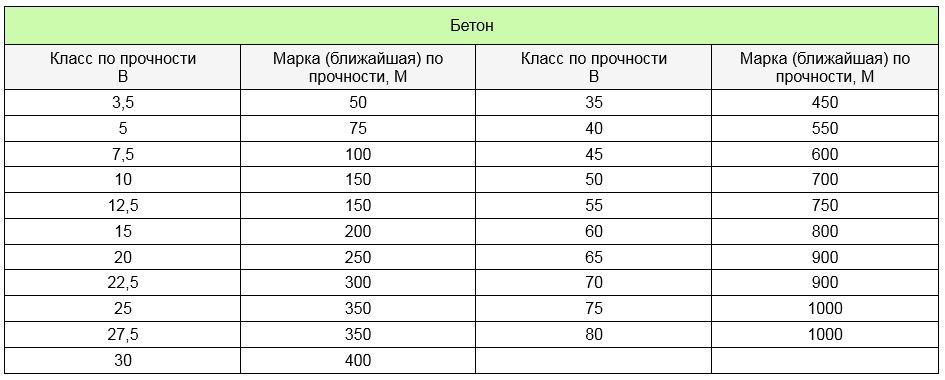 Бетон
Класс по прочности В Марка (ближайшая) по прочности, М Класс по прочности В Марка (ближайшая) по прочности, М
3,5 50 35 450
5 75 40 550
7,5 100 45 600
10 150 50 700
12,5 150 55 750
15 200 60 800
20 250 65 900
22,5 300 70 900
25 350 75 1000
27,5 350 80 1000
30 400